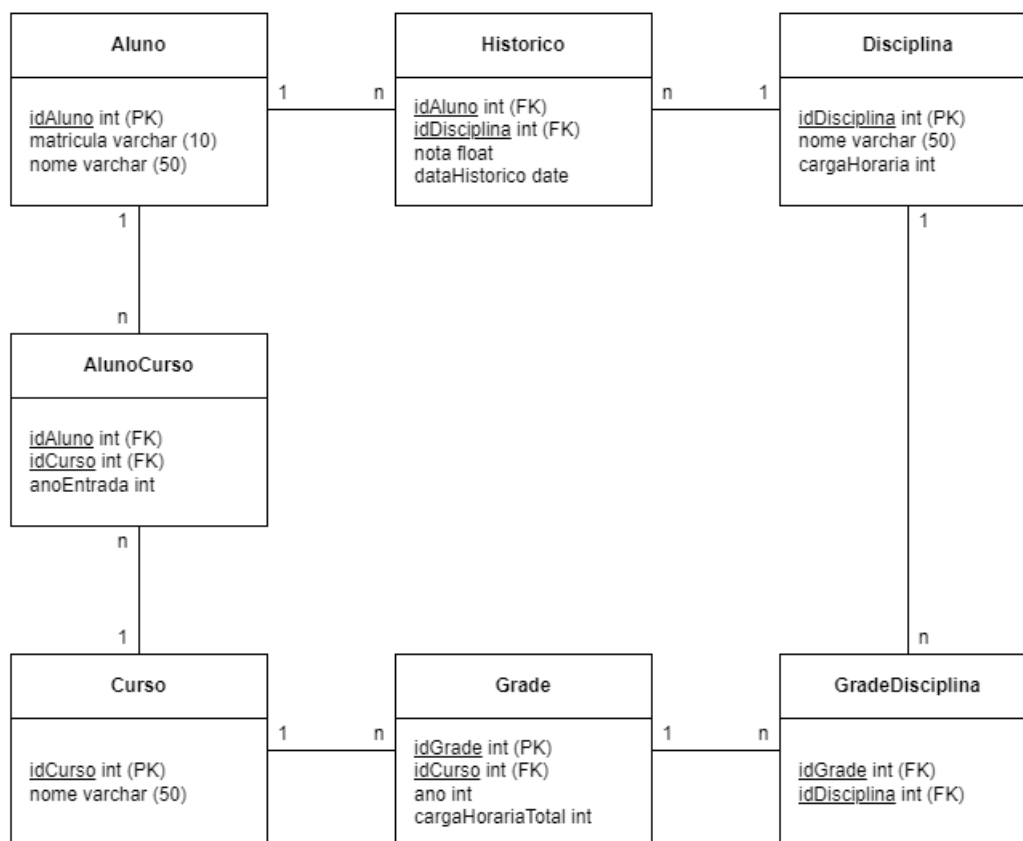 Aluno
idAluno int (PK)
matricula varchar (10)
nome varchar (50)
1
n
Historico
idAluno int (FK)
idDisciplina int (FK)
nota float
dataHistorico date
n
1
Disciplina
idDisciplina int (PK)
nome varchar (50)
cargaHoraria int
1
1
n
AlunoCurso
idAluno int (FK)
idCurso int (FK)
anoEntrada int
n
1
n
Curso
idCurso int (PK)
nome varchar (50)
1
n
Grade
idGrade int (PK)
idCurso int (FK)
ano int
cargaHorariaTotal int
1
n
GradeDisciplina
idGrade int (FK)
idDisciplina int (FK)